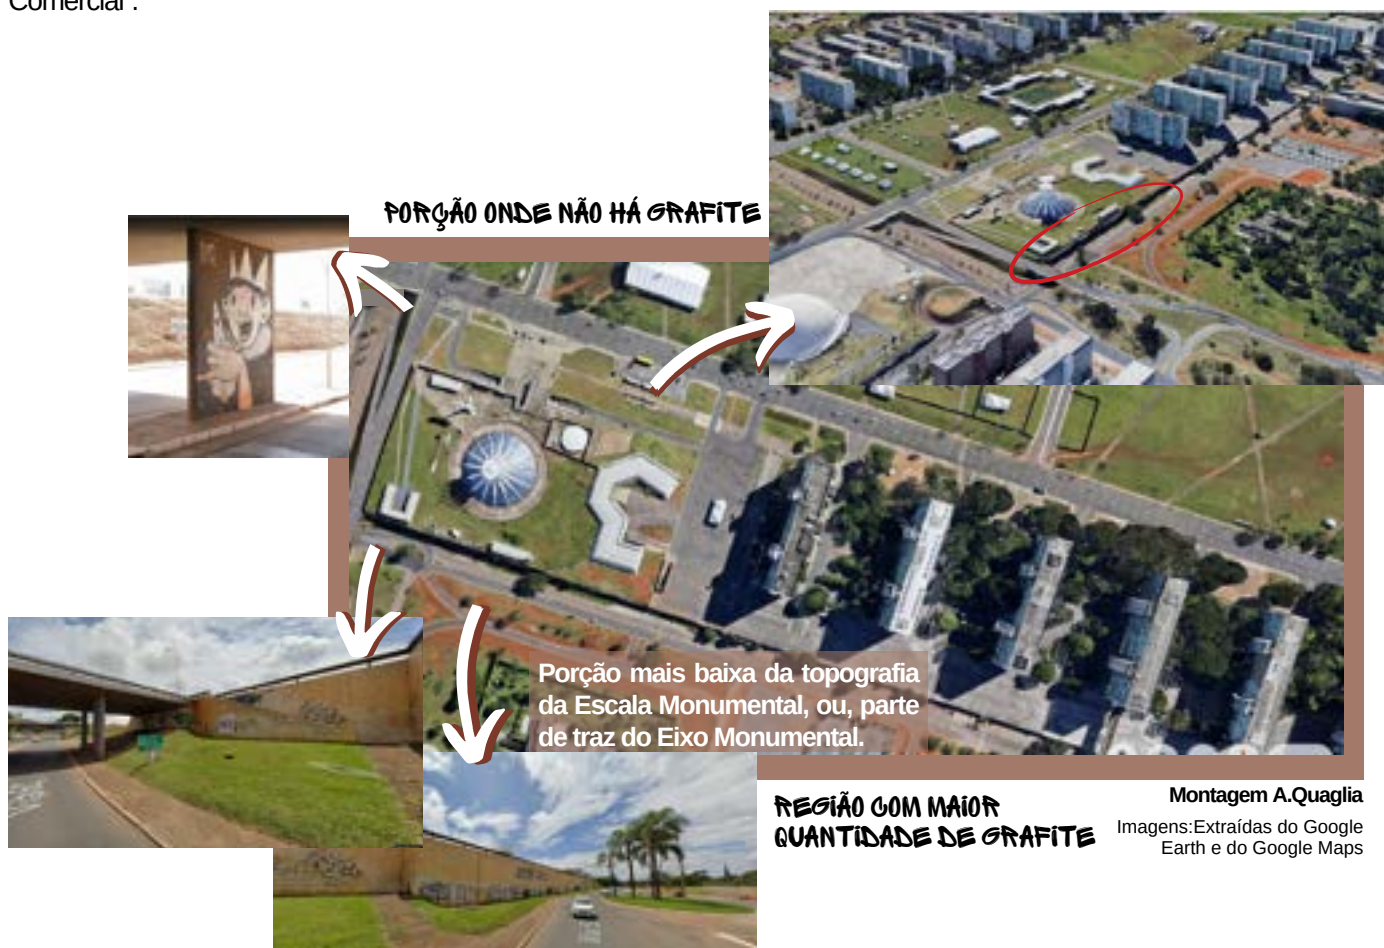 Comercial .
PORÇÃO ONDE NÃO HÁ GRAFITE
Porção mais baixa da topografia
da Escala Monumental, ou, parte
de traz do Eixo Monumental.
REGIÃO COM MAIOR
QUANTIDADE DE GRAFITE
Montagem A.Quaglia
Imagens:Extraídas do Google
Earth e do Google Maps